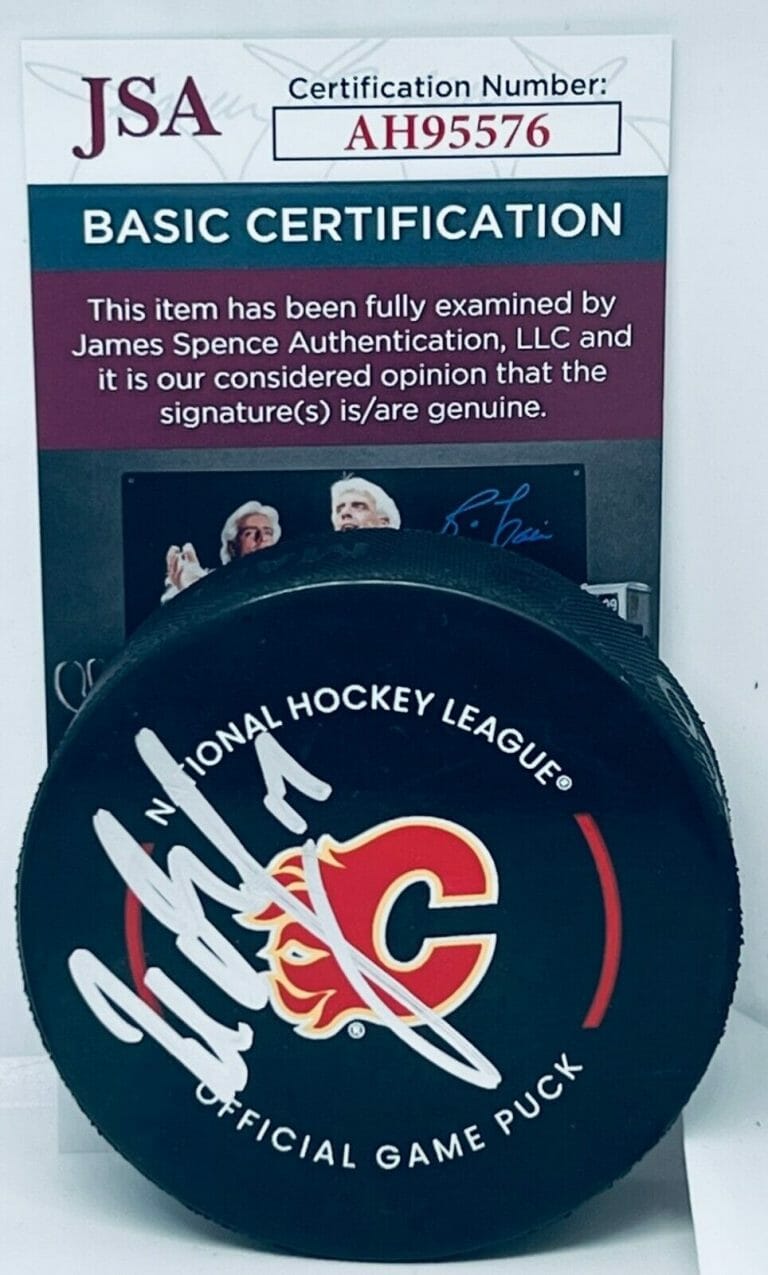 JSA
Certification Number:
AH95576
BASIC CERTIFICATION
This item has been fully examined by
James Spence Authentication, LLC and
it is our considered opinion that the
signature(s) is/are genuine.
NATIONAL HOCKEY LEAGUE®
C
®
OFFICIAL GAME PUCK